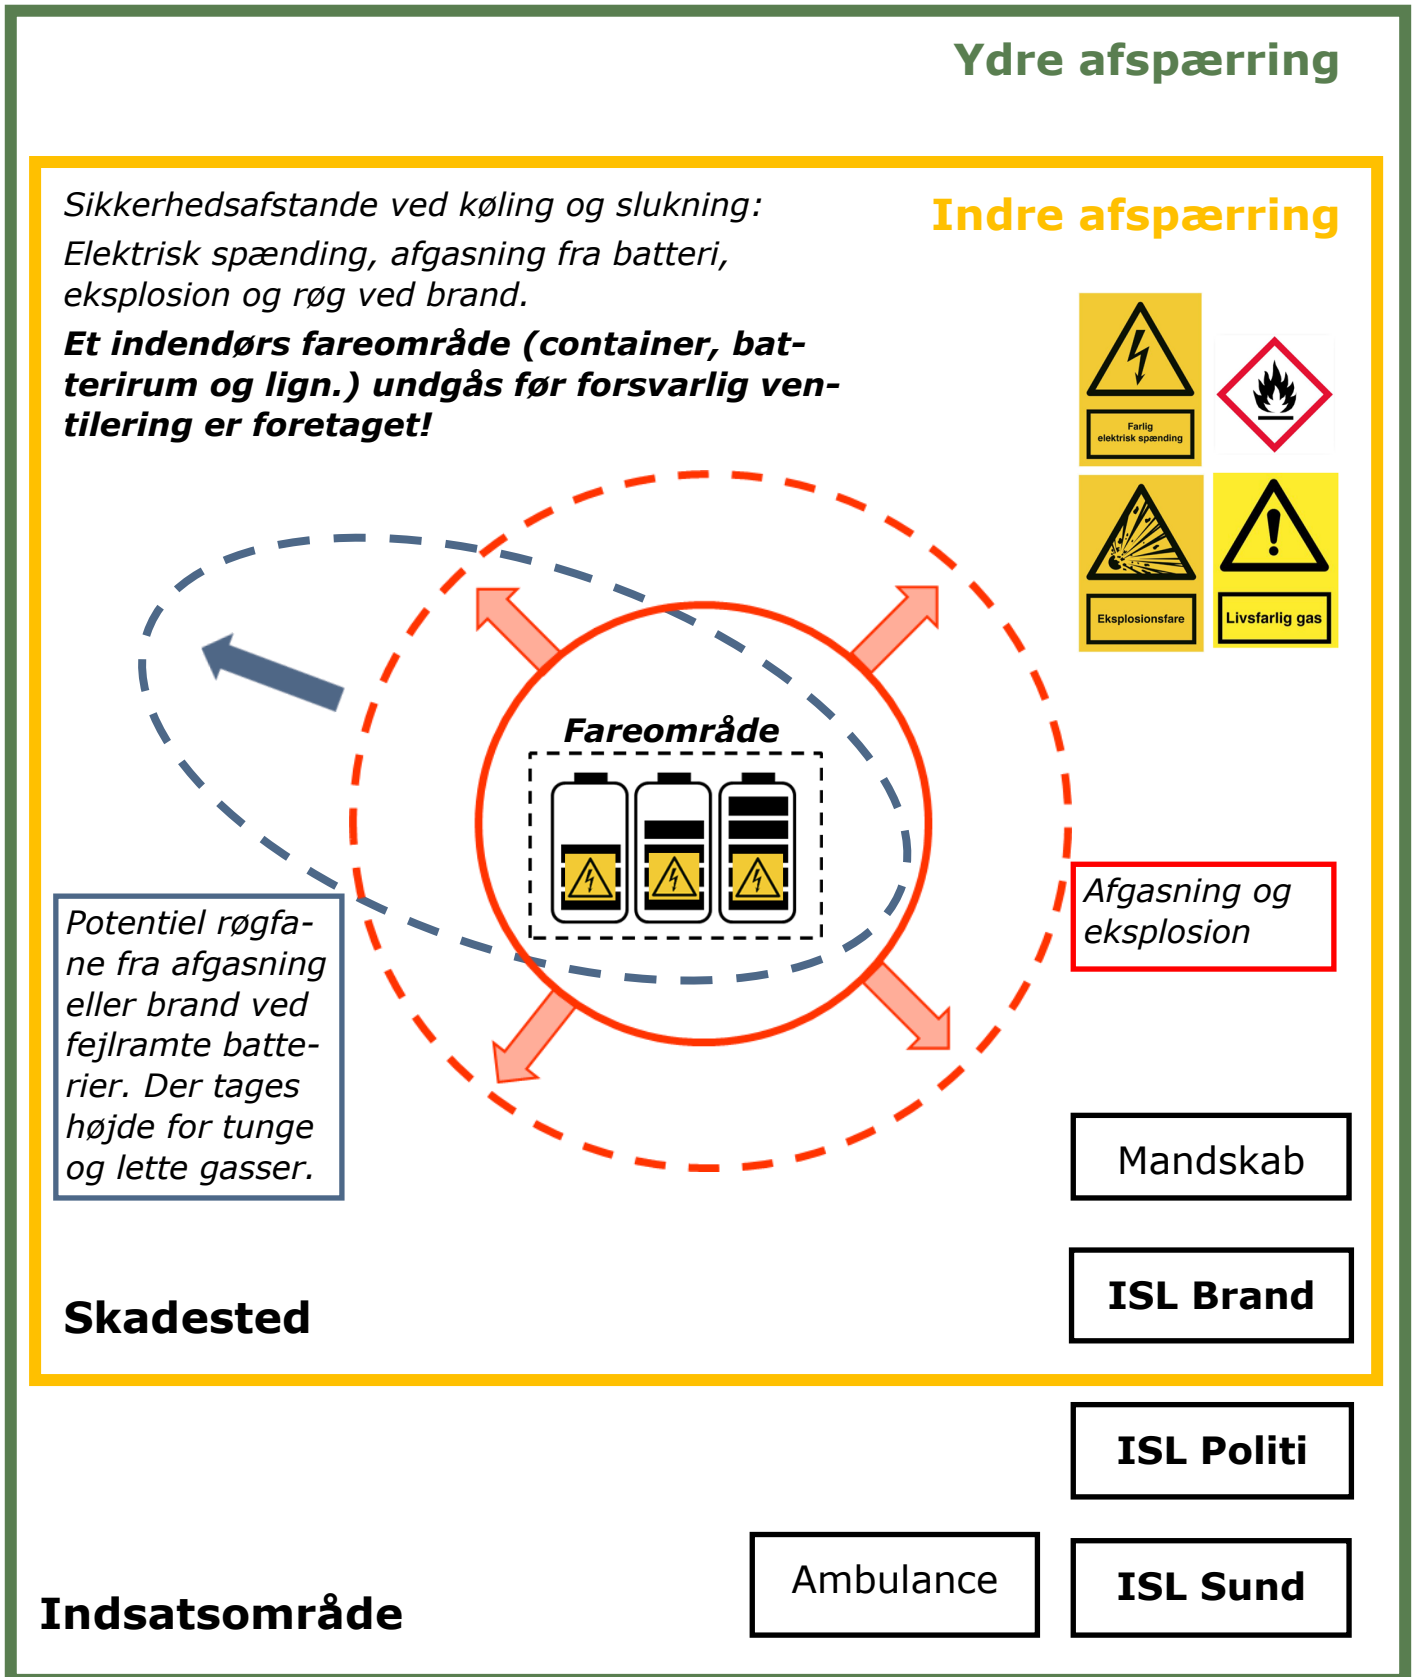 Ydre afspærring
Sikkerhedsafstande ved køling og slukning:
Elektrisk spænding, afgasning fra batteri,
eksplosion og røg ved brand.
Et indendørs fareområde (container, bat-
terirum og lign.) undgås før forsvarlig ven-
tilering er foretaget!
Indre afspærring
Farlig
elektrisk spænding
Eksplosionsfare
Livsfarlig gas
Fareområde
Potentiel røgfa-
ne fra afgasning
eller brand ved
fejlramte batte-
rier. Der tages
højde for tunge
og lette gasser.
Afgasning og
eksplosion
Mandskab
ISL Brand
Skadested
ISL Politi
Ambulance
ISL Sund
Indsatsområde